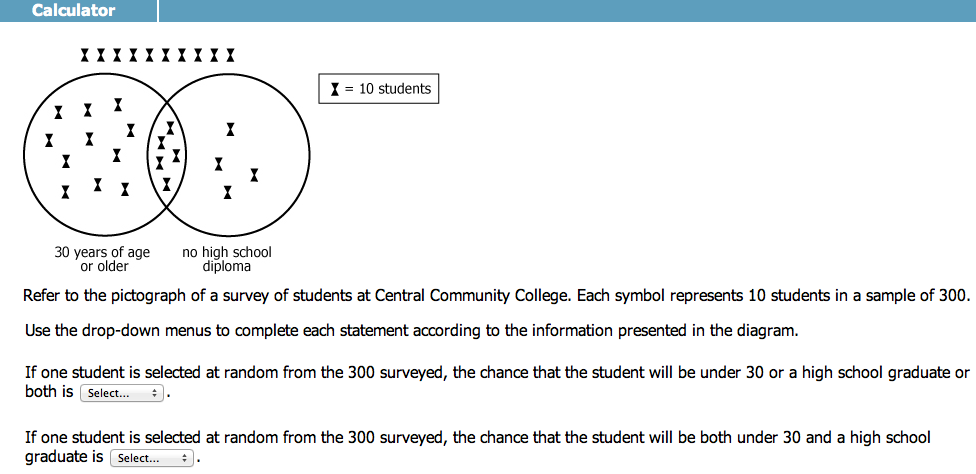 Calculator
= 10 students
30 years of age
or older
no high school
diploma
Refer to the pictograph of a survey of students at Central Community College. Each symbol represents 10 students in a sample of 300.
Use the drop-down menus to complete each statement according to the information presented in the diagram.
If one student is selected at random from the 300 surveyed, the chance that the student will be under 30 or a high school graduate or
both is Select... .
If one student is selected at random from the 300 surveyed, the chance that the student will be both under 30 and a high school
graduate is Select... .